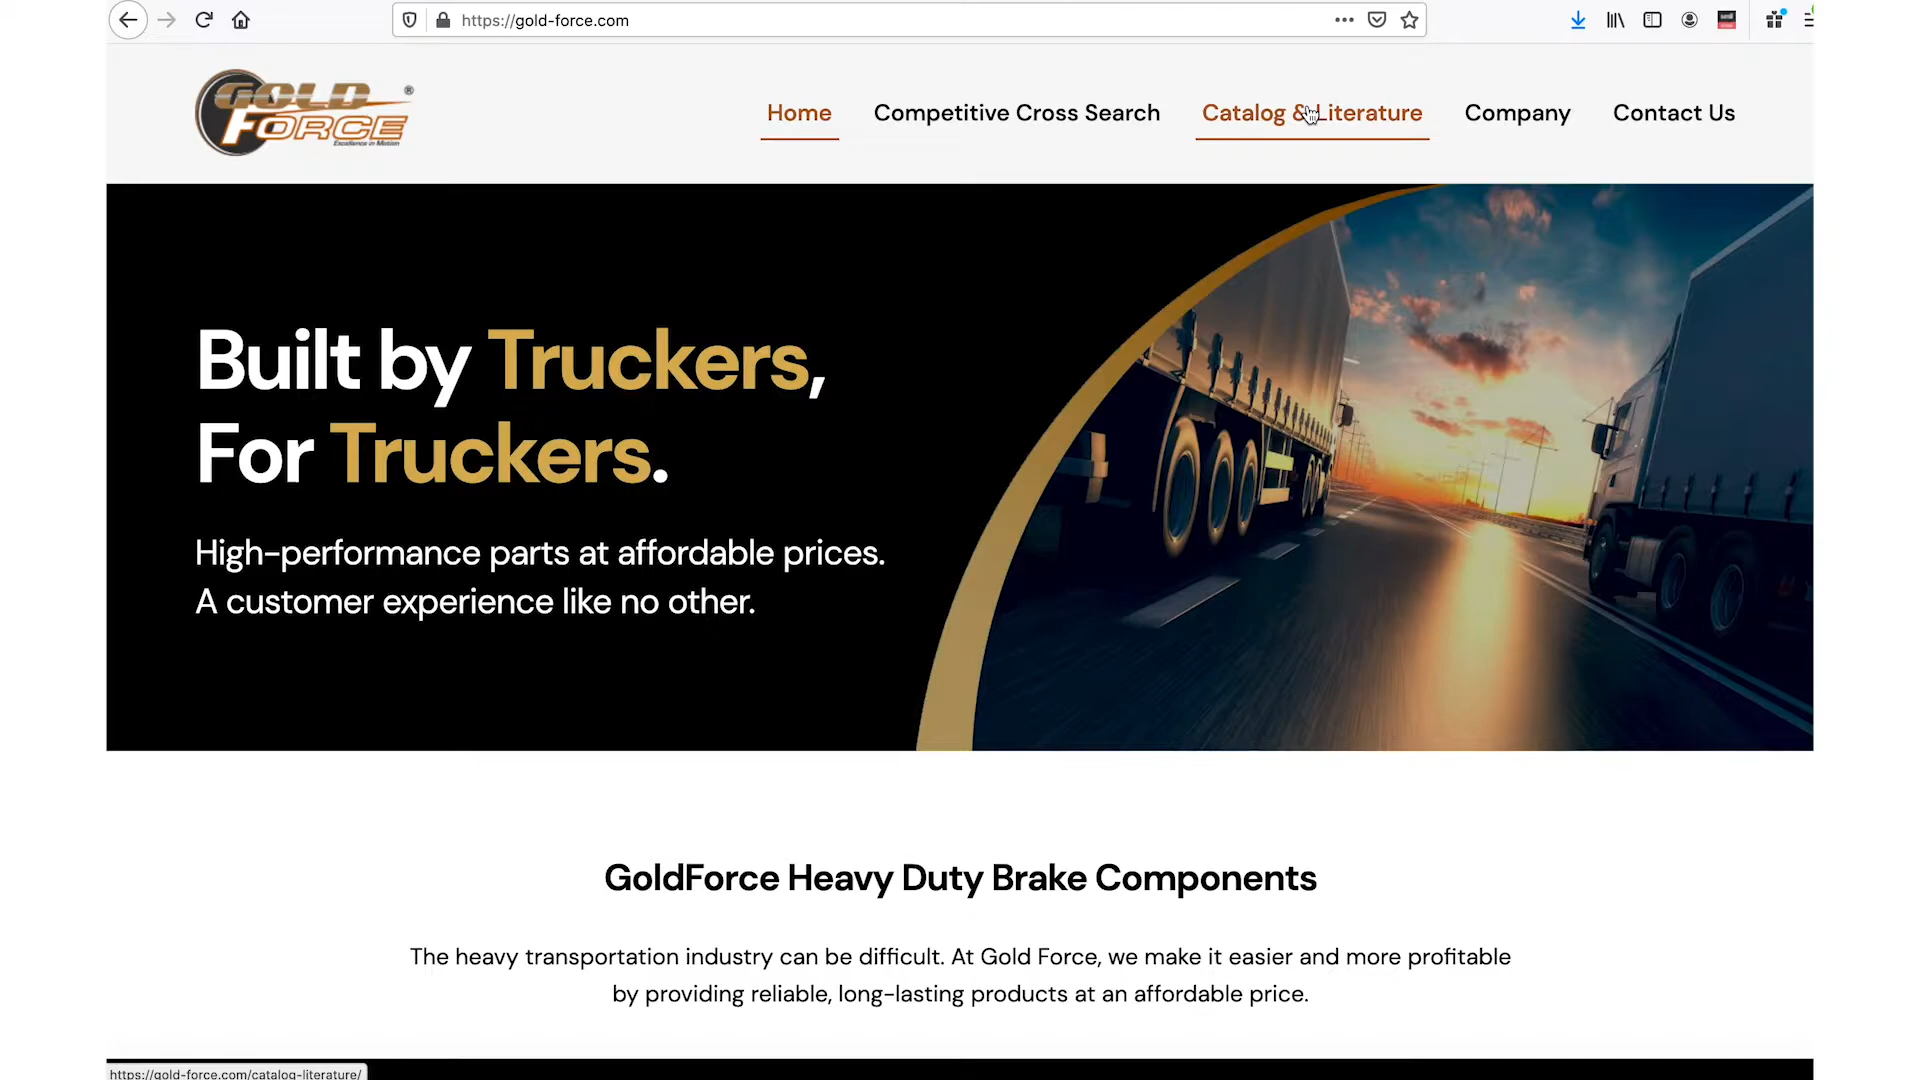 https://gold-force.com
GOLD FORCE ®
Excellence in Motion
Home
Competitive Cross Search
Catalog & Literature
Company
Contact Us
Built by Truckers,
For Truckers.
High-performance parts at affordable prices.
A customer experience like no other.
GoldForce Heavy Duty Brake Components
The heavy transportation industry can be difficult. At Gold Force, we make it easier and more profitable
by providing reliable, long-lasting products at an affordable price.
https://gold-force.com/catalog-literature/